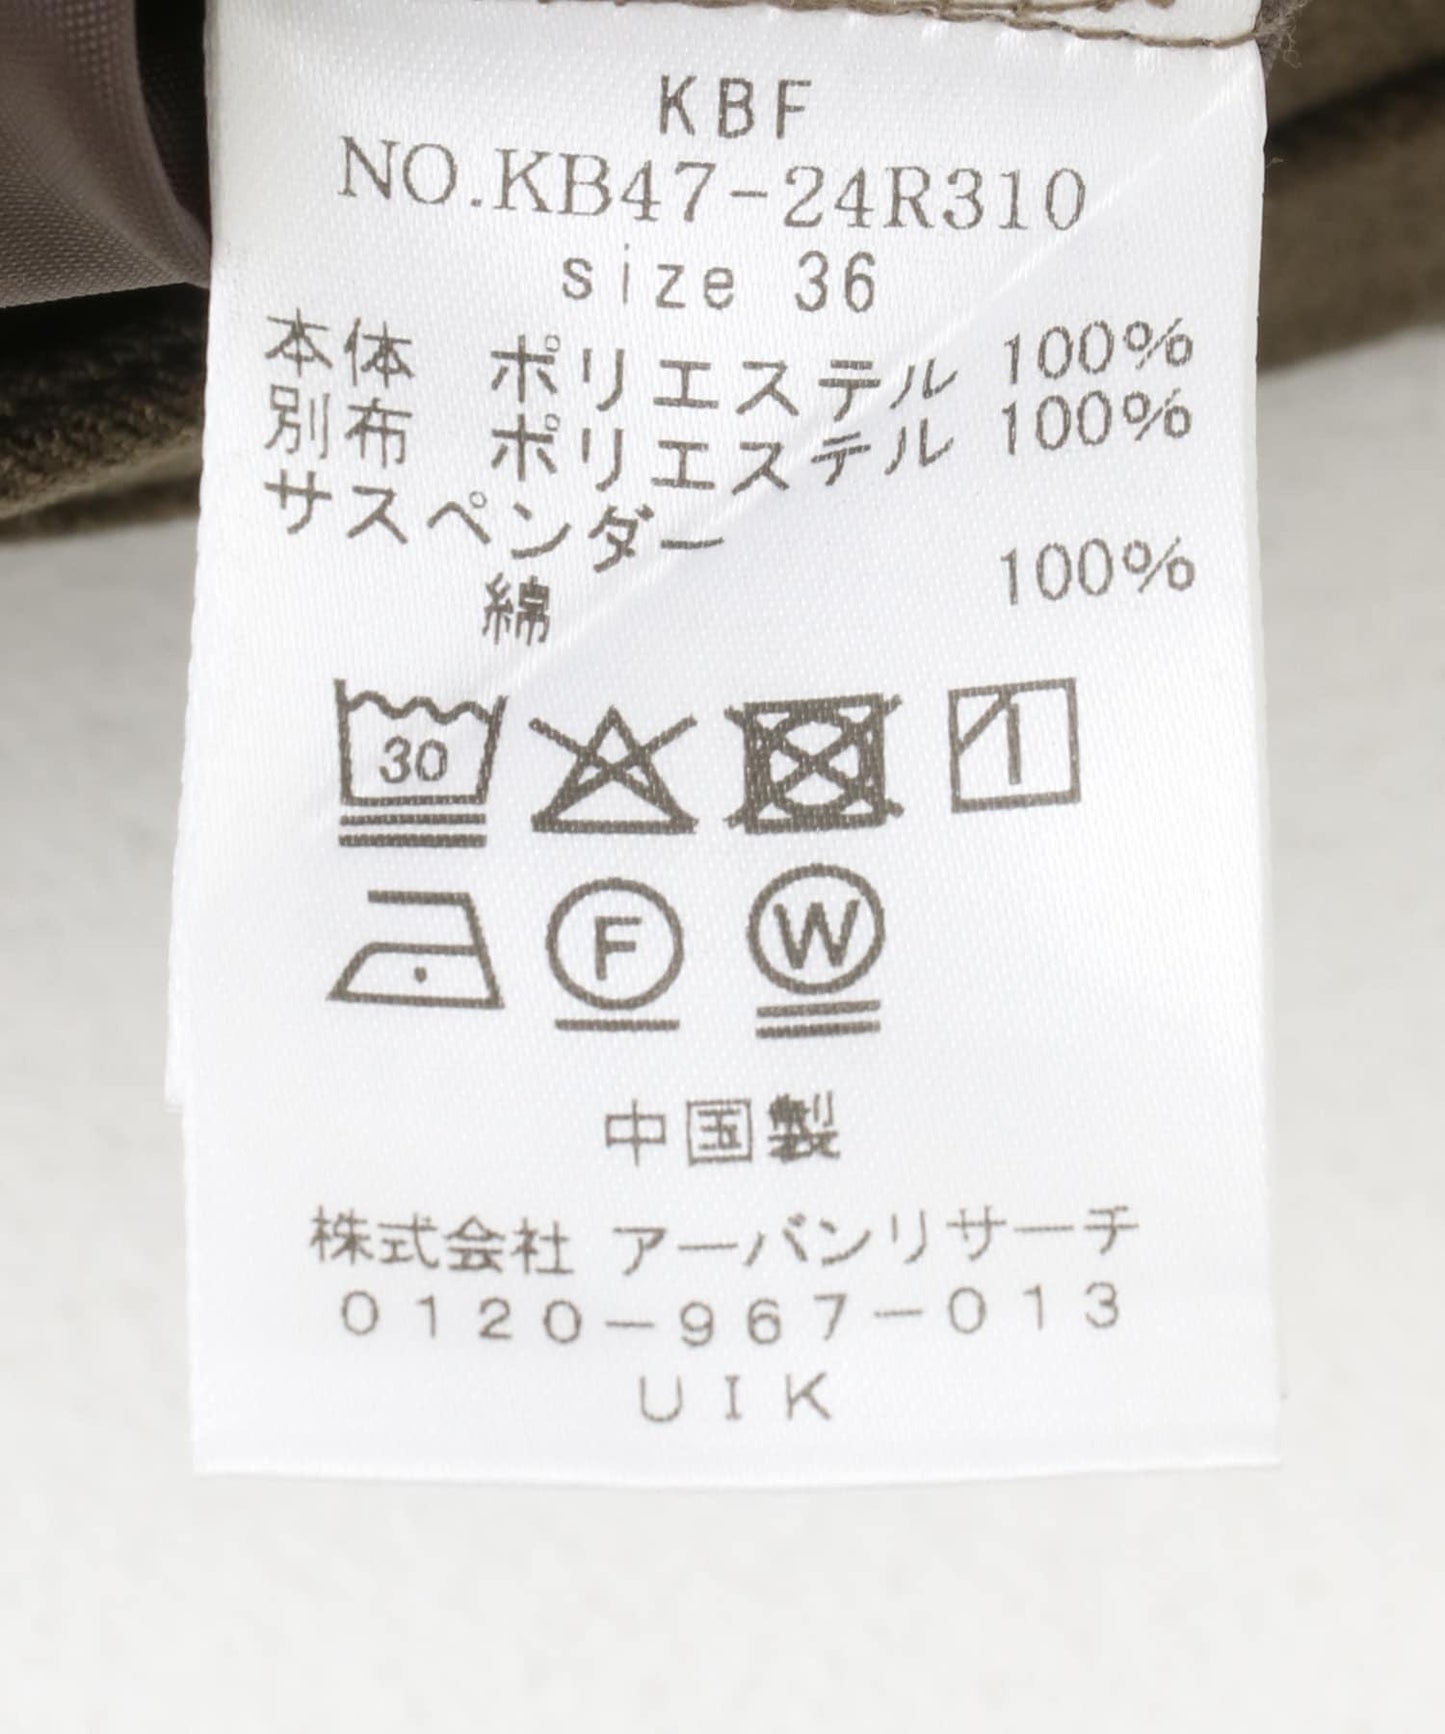 KBF
NO.KB47-24R310
size 36
本体 ポリエステル 100%
別布 ポリエステル 100%
サスペンダー
綿 100%
30
F W
中国製
株式会社 アーバンリサーチ
0120-967-013
UIK